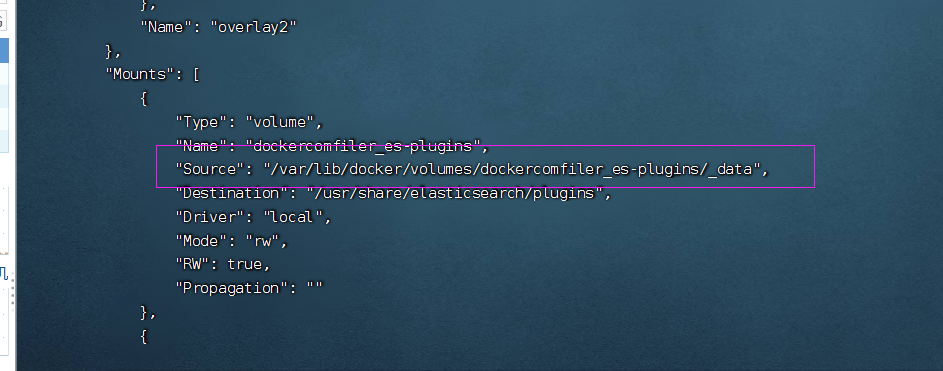 },
"Name": "overlay2"
},
"Mounts": [
{
"Type": "volume",
"Name": "dockercomfiler_es-plugins",
"Source": "/var/lib/docker/volumes/dockercomfiler_es-plugins/_data",
"Destination": "/usr/share/elasticsearch/plugins",
"Driver": "local",
"Mode": "rw",
"RW": true,
"Propagation": ""
},
{